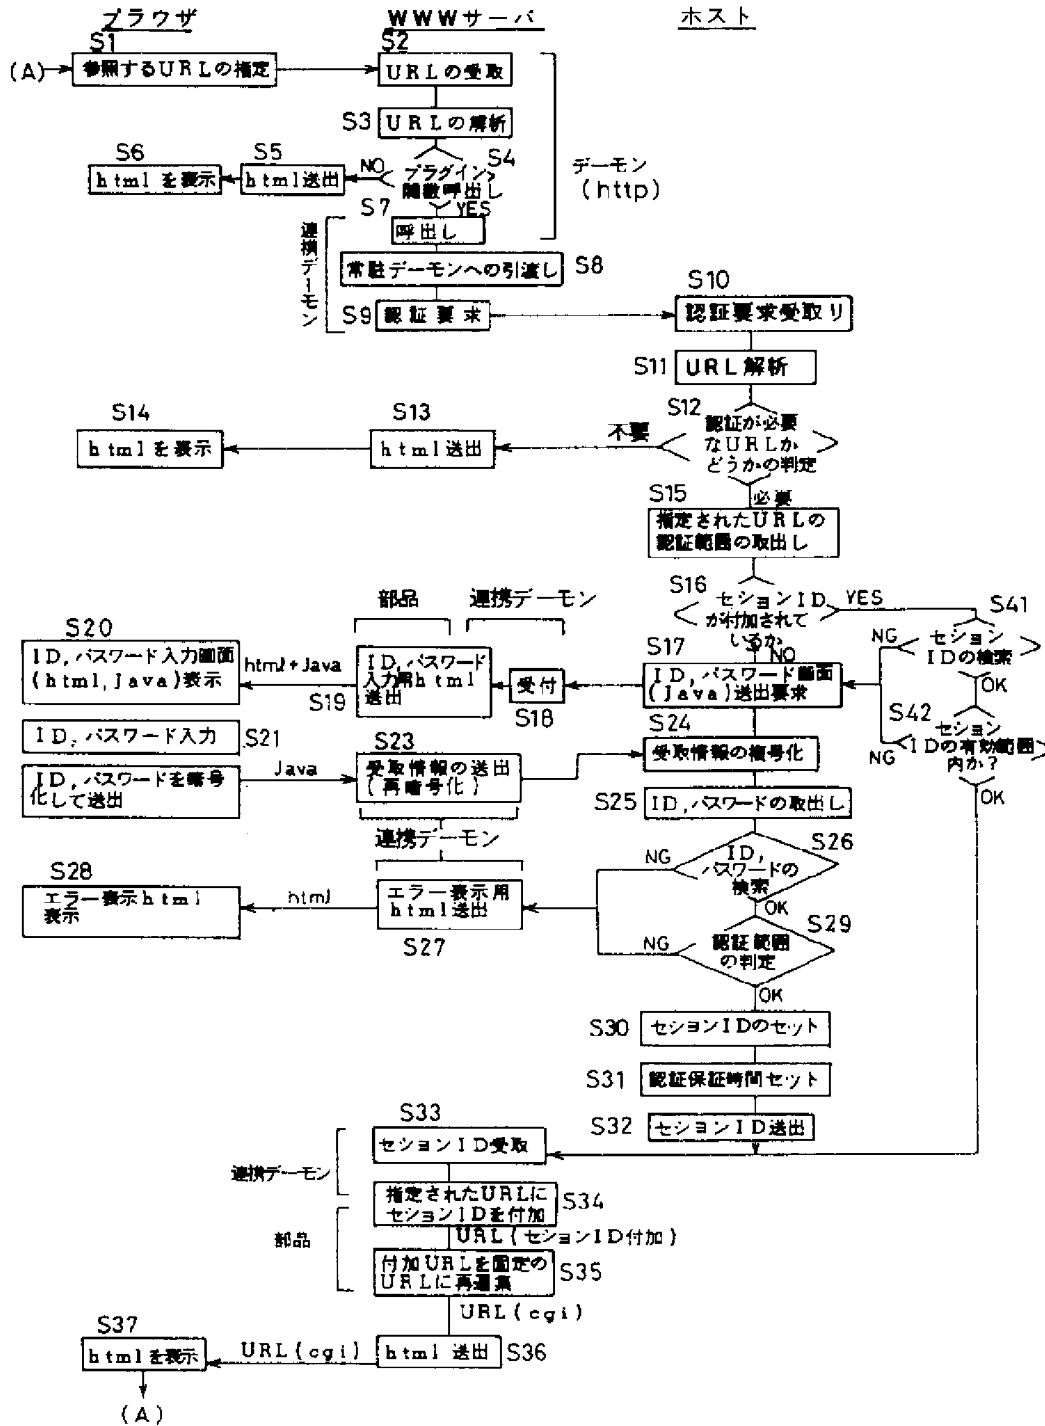 ブラウザ
WWWサーバ
ホスト
S1
S2
(A)
参照するURLの指定
URLの受取
S3
URLの解析
デーモン
(http)
S6
S5
NO
S4
htmlを表示
html送出
プラグイン
関数呼出し
S7
YES
呼出し
連携デーモン
常駐デーモンへの引渡し
S8
S9
認証要求
S10
認証要求受取り
S11
URL解析
S14
S13
S12
認証が必要
なURLか
どうかの判定
不要
htmlを表示
html送出
S15
必要
指定されたURLの
認証範囲の取出し
部品
連携デーモン
S16
セションID
が付加されて
いるか
YES
S41
S20
NG
セション
IDの検索
ID,パスワード入力画面
(html,Java)表示
html+Java
ID,パスワード
入力用html
送出
S17
NO
ID,パスワード画面
(Java)送出要求
OK
S19
受付
S18
S42
セション
IDの有効範囲
内か?
NG
ID,パスワード入力
S21
S24
S23
受取情報の復号化
ID,パスワードを暗号
化して送出
Java
受取情報の送出
(再暗号化)
OK
S25
ID,パスワードの取出し
連携デーモン
S26
S28
NG
ID,
パスワードの
検索
エラー表示html
表示
html
エラー表示用
html送出
OK
S29
S27
NG
認証範囲
の判定
OK
S30
セションIDのセット
S31
認証保証時間セット
S33
S32
セションID送出
セションID受取
連携デーモン
指定されたURLに
セションIDを付加
S34
部品
URL(セションID付加)
付加URLを固定の
URLに再編集
S35
URL(cgi)
S37
htmlを表示
URL(cgi)
html 送出
S36
(A)